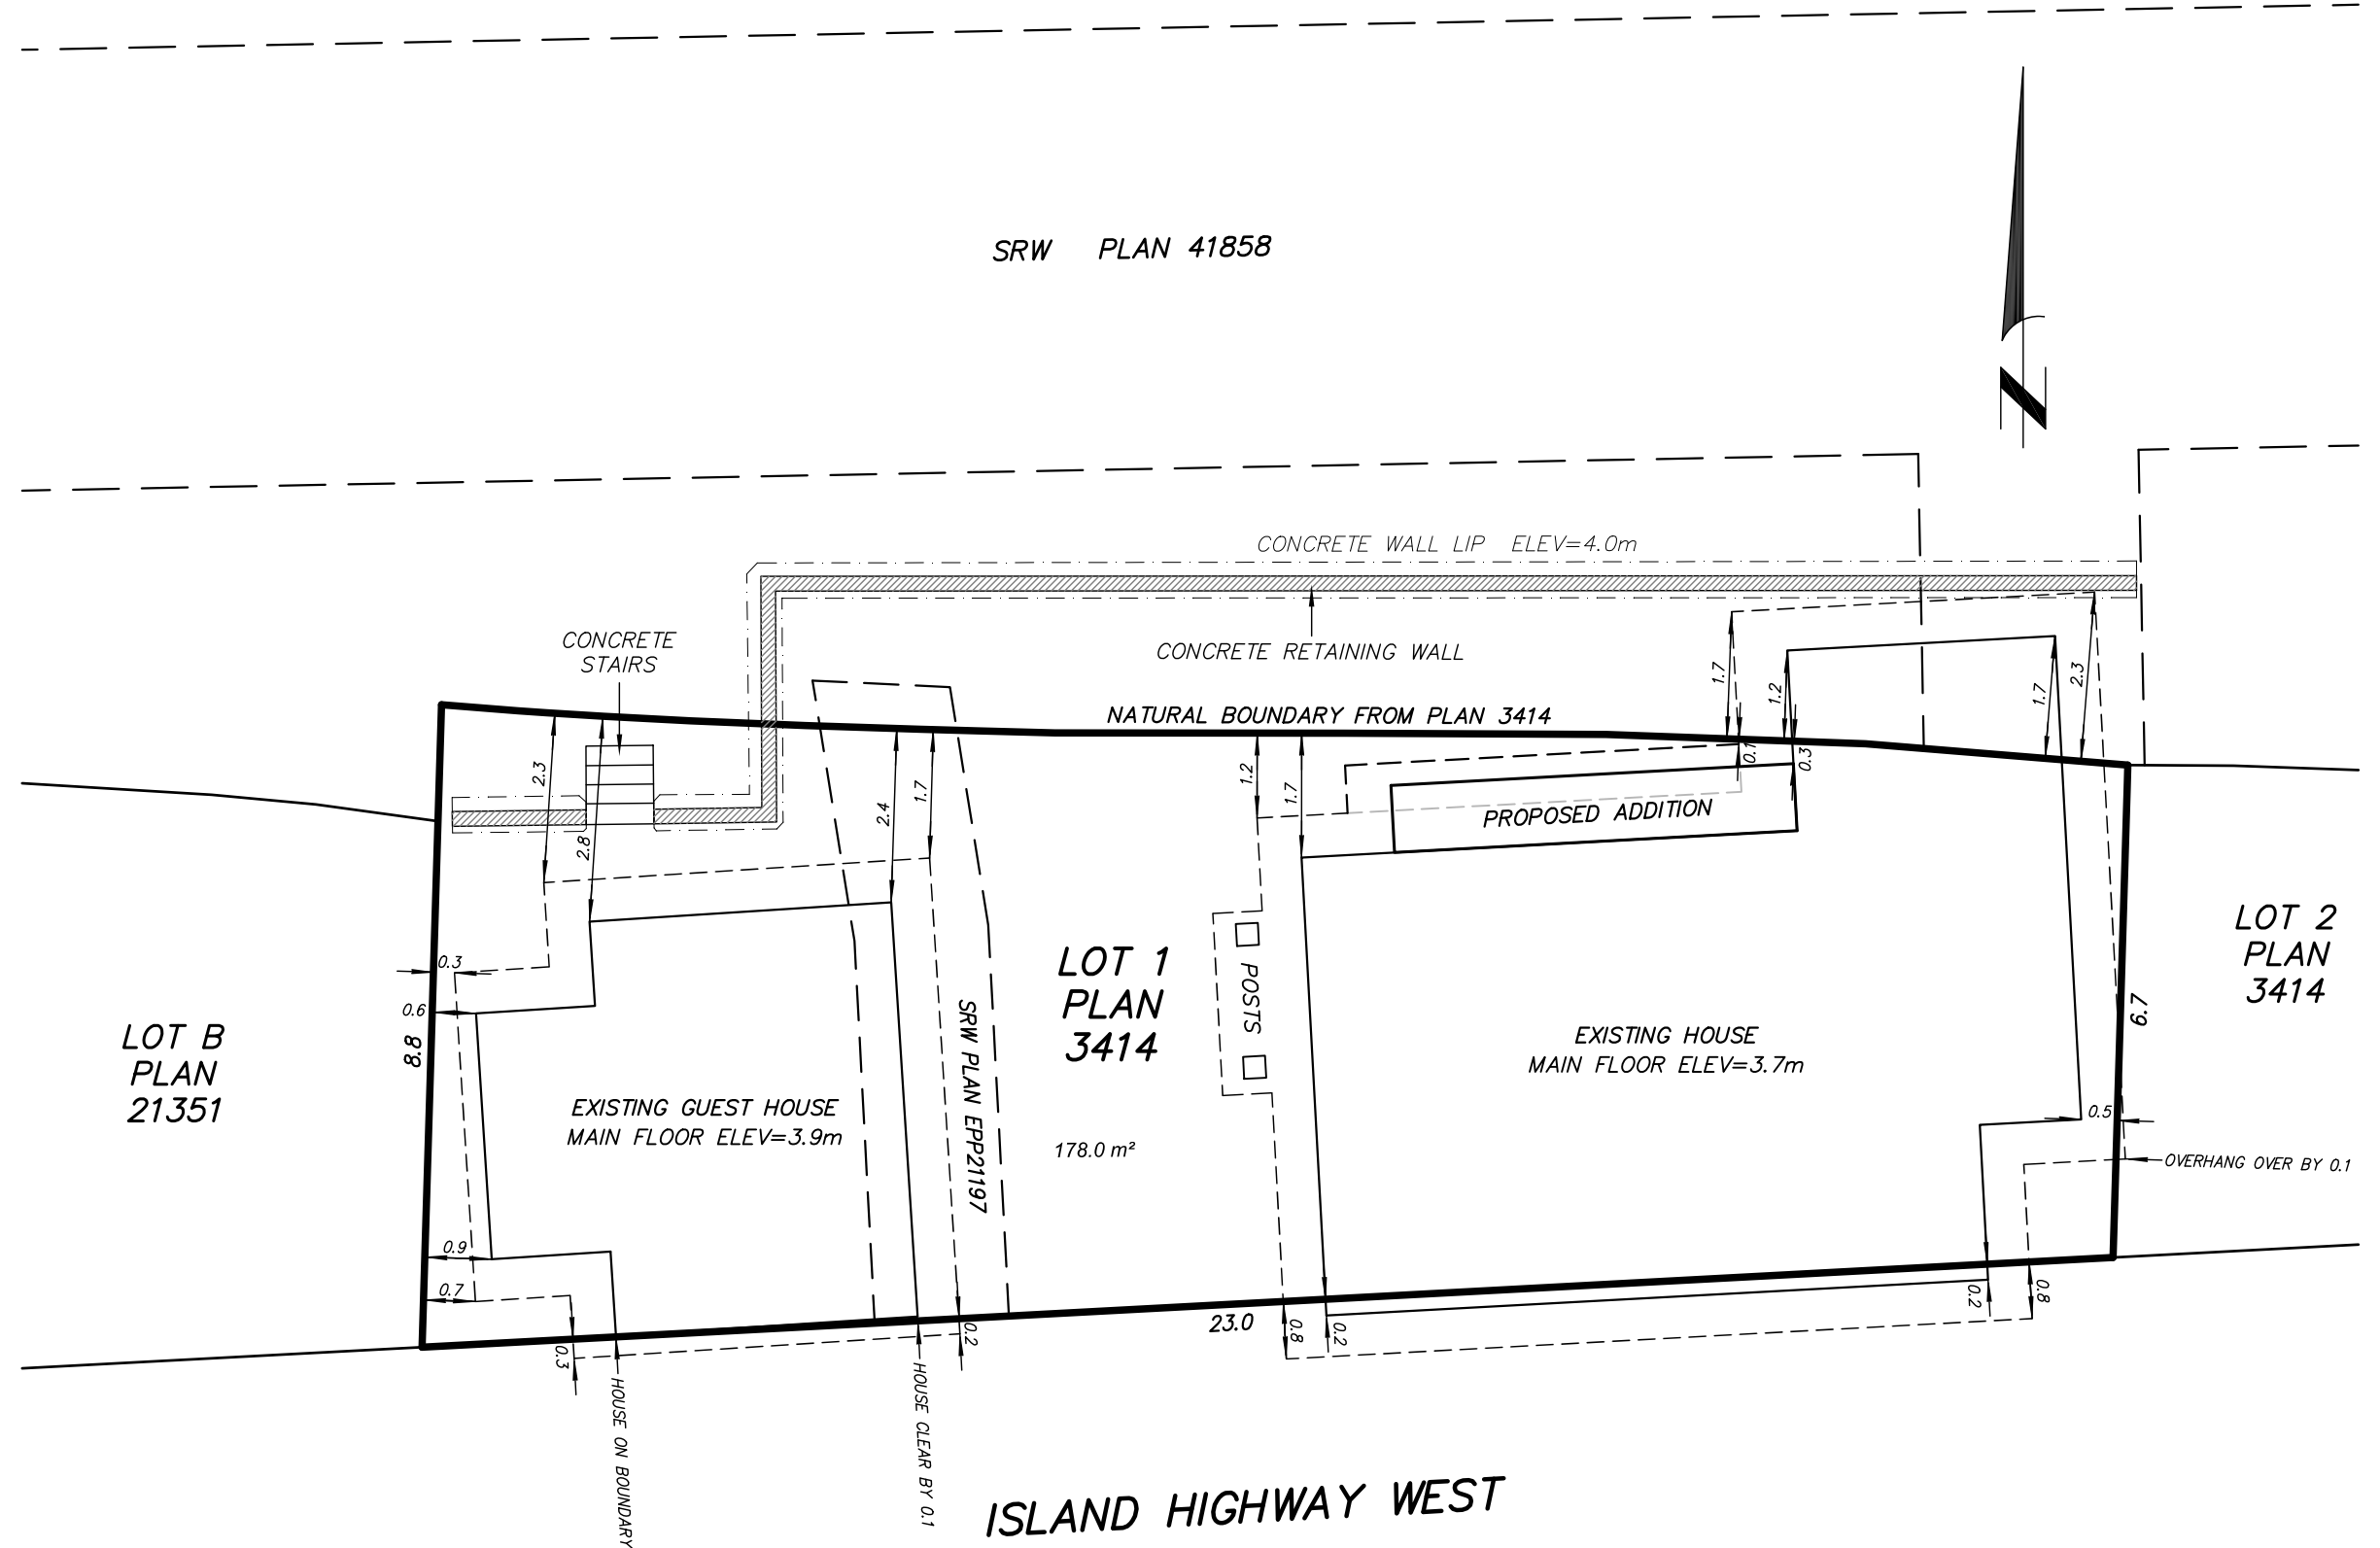 SRW PLAN 41858
N
CONCRETE WALL LIP ELEV=4.0m
CONCRETE
STAIRS
CONCRETE RETAINING WALL
NATURAL BOUNDARY FROM PLAN 3414
1.7
1.2
1.7
2.3
2.3
2.8
2.4
1.7
1.2
1.7
0.1
0.3
PROPOSED ADDITION
LOT 1
PLAN
3414
LOT 2
PLAN
3414
0.3
0.6
8.8
LOT B
PLAN
21351
POSTS
SRW PLAN EPP21197
EXISTING HOUSE
MAIN FLOOR ELEV=3.7m
6.7
EXISTING GUEST HOUSE
MAIN FLOOR ELEV=3.9m
178.0 m²
0.5
OVERHANG OVER BY 0.1
0.9
0.7
0.3
0.2
23.0
0.8
0.2
0.2
0.8
HOUSE ON BOUNDARY
HOUSE CLEAR BY 0.1
ISLAND HIGHWAY WEST